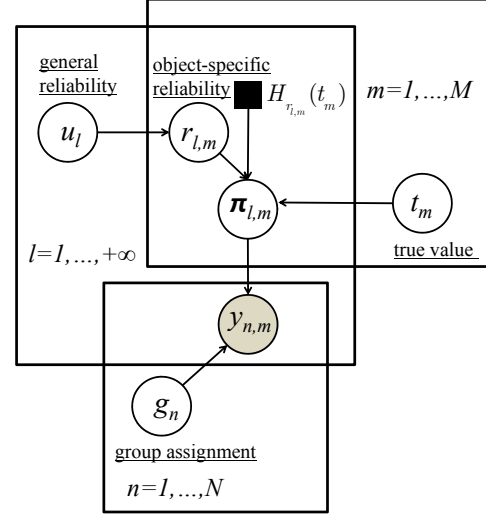 general
reliability
object-specific
reliability
H_{r_{l,m}}(t_m)
m=1,...,M
u_l
r_{l,m}
π_{l,m}
t_m
true value
l=1,...,+∞
y_{n,m}
g_n
group assignment
n=1,...,N